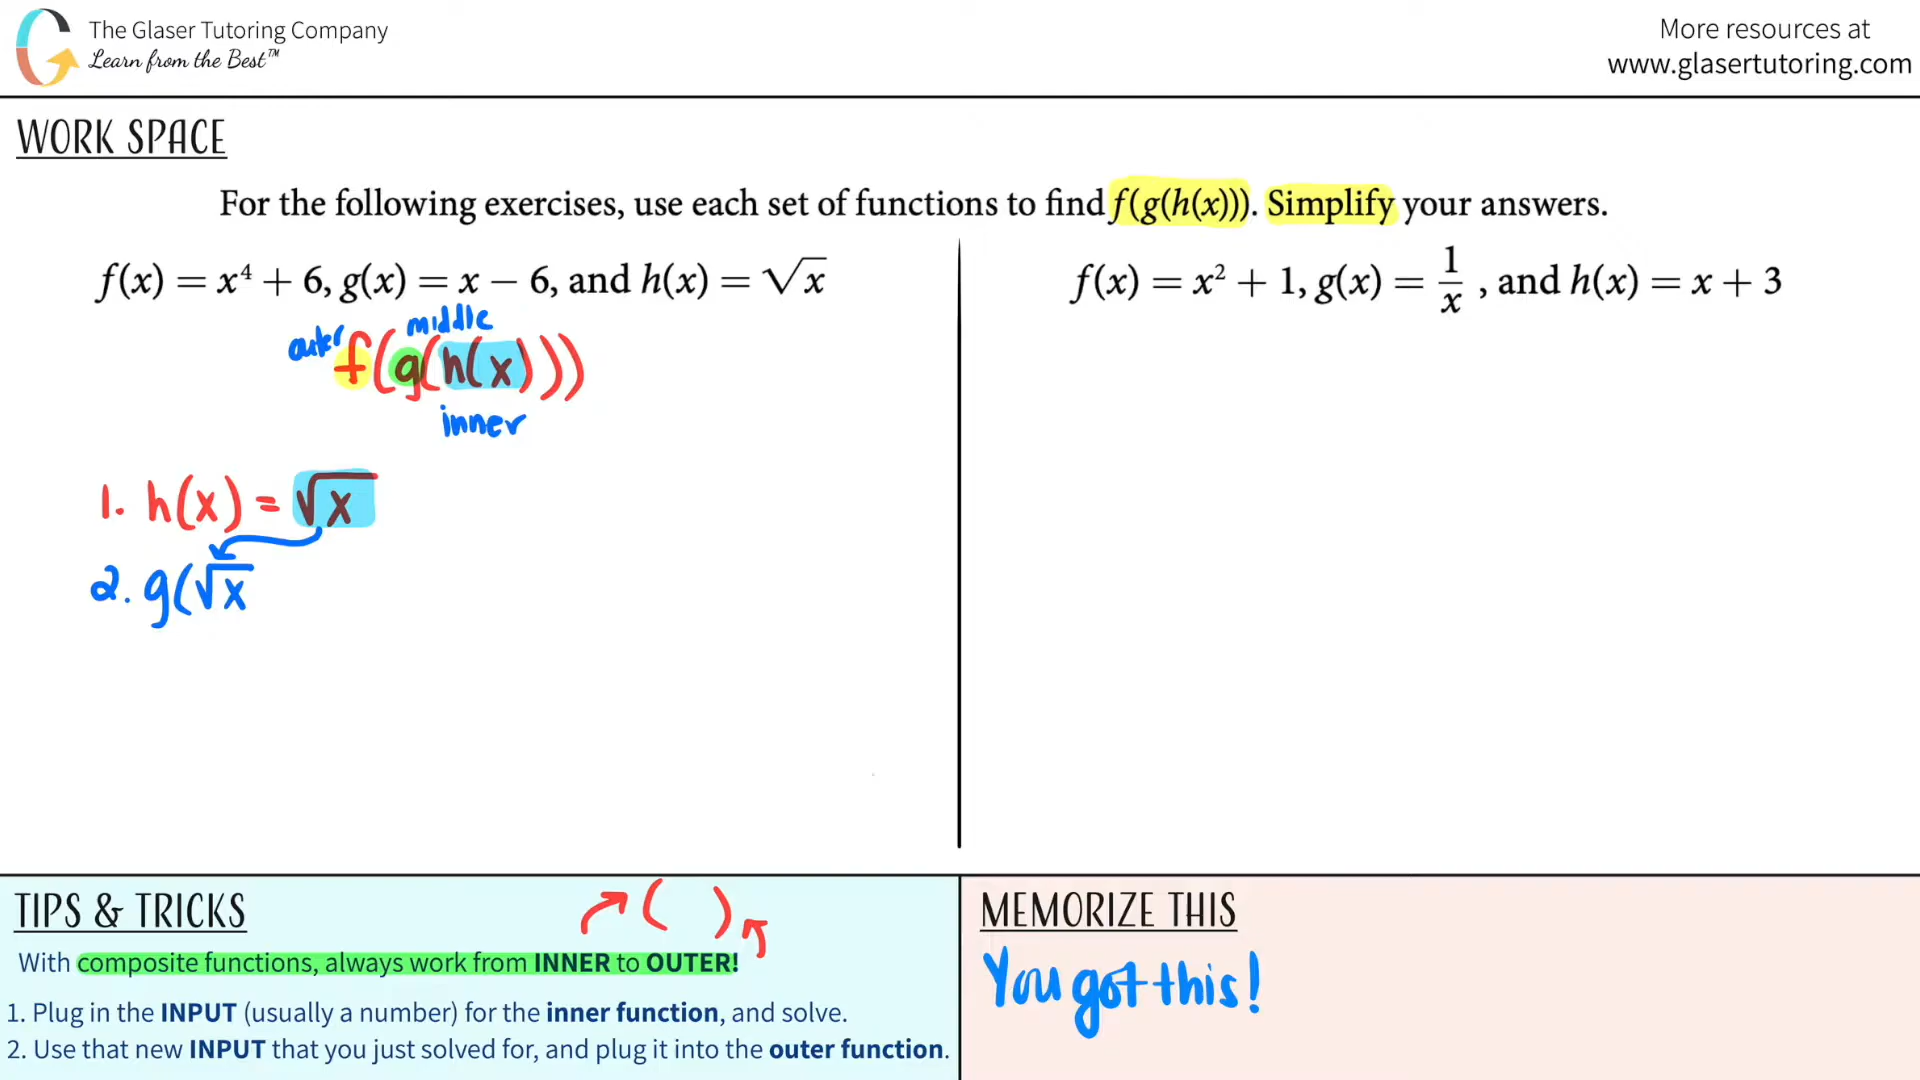 The Glaser Tutoring Company
Learn from the Best™
More resources at
www.glasertutoring.com
WORK SPACE
For the following exercises, use each set of functions to find f(g(h(x))). Simplify your answers.
f(x) = x⁴ + 6, g(x) = x − 6, and h(x) = √x
outer middle
f(g(h(x)))
inner
1. h(x) = √x
2. g(√x
f(x) = x² + 1, g(x) = 1/x , and h(x) = x + 3
TIPS & TRICKS
( )
With composite functions, always work from INNER to OUTER!
1. Plug in the INPUT (usually a number) for the inner function, and solve.
2. Use that new INPUT that you just solved for, and plug it into the outer function.
MEMORIZE THIS
You got this!